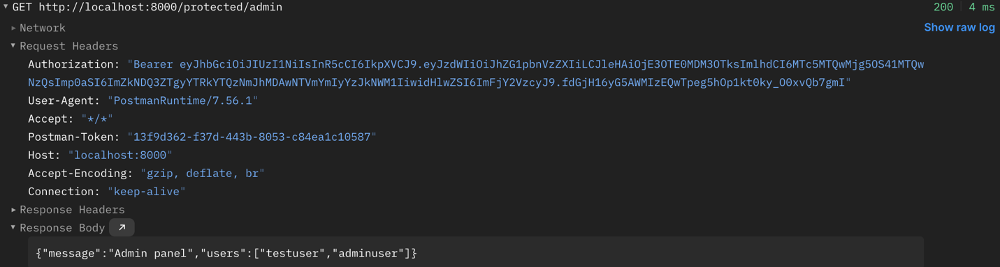 GET http://localhost:8000/protected/admin 200 4 ms
Network Show raw log
Request Headers
Authorization: "Bearer eyJhbGciOiJIUzI1NiIsInR5cCI6IkpXVCJ9.eyJzdWIiOiJhZG1pbnVzZXIiLCJleHAiOjE3OTE0MDM3OTksImlhdCI6MTc5MTQwMjg5OS41MTQw
NzQsImp0aSI6ImZkNDQ3ZTgyYTRkYTQzNmJhMDAwNTVmYmIyYzJkNWM1IiwidHlwZSI6ImFjY2VzcyJ9.fdGjH16yG5AWMIzEQwTpeg5hOp1kt0ky_O0xvQb7gmI"
User-Agent: "PostmanRuntime/7.56.1"
Accept: "*/*"
Postman-Token: "13f9d362-f37d-443b-8053-c84ea1c10587"
Host: "localhost:8000"
Accept-Encoding: "gzip, deflate, br"
Connection: "keep-alive"
Response Headers
Response Body
{"message":"Admin panel","users":["testuser","adminuser"]}